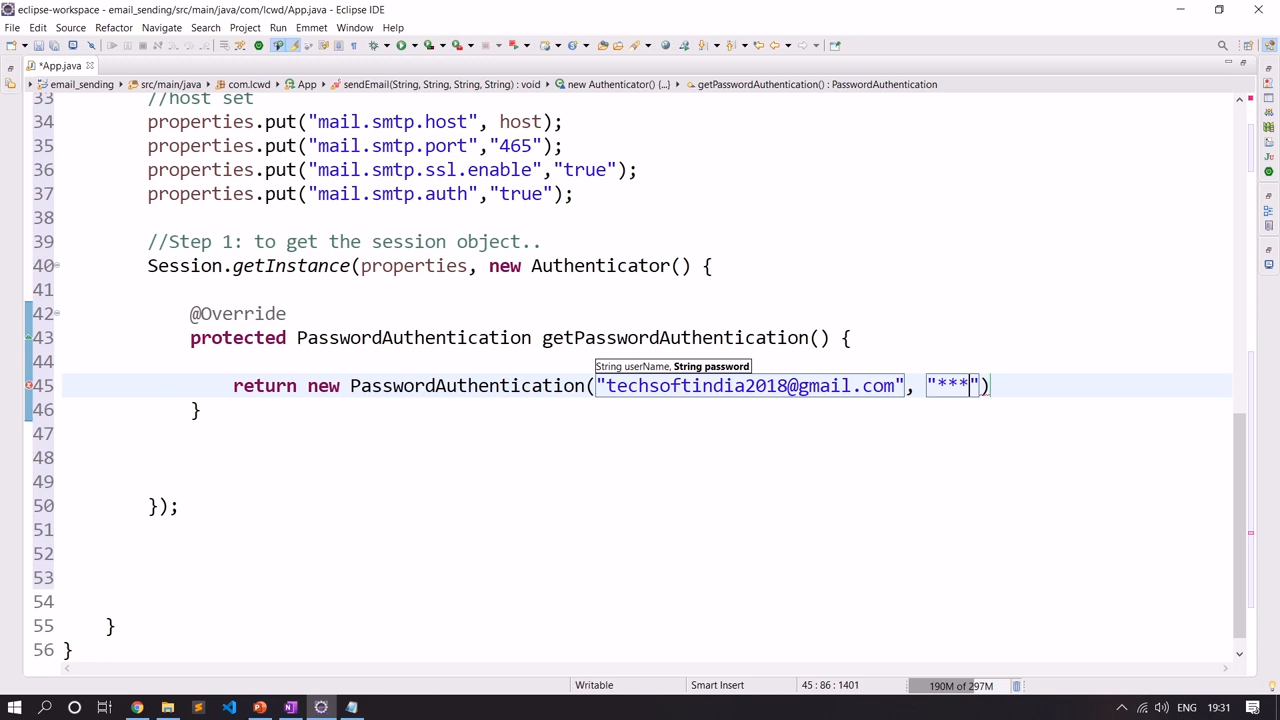 eclipse-workspace - email_sending/src/main/java/com/lcwd/App.java - Eclipse IDE
File Edit Source Refactor Navigate Search Project Run Emmet Window Help
*App.java
email_sending src/main/java com.lcwd App sendEmail(String, String, String, String) : void new Authenticator() {...} getPasswordAuthentication() : PasswordAuthentication
33 //host set
34 properties.put("mail.smtp.host", host);
35 properties.put("mail.smtp.port","465");
36 properties.put("mail.smtp.ssl.enable","true");
37 properties.put("mail.smtp.auth","true");
38
39 //Step 1: to get the session object..
40 Session.getInstance(properties, new Authenticator() {
41
42 @Override
43 protected PasswordAuthentication getPasswordAuthentication() {
44
String userName, String password
45 return new PasswordAuthentication("techsoftindia2018@gmail.com", "***")
46 }
47
48
49
50 });
51
52
53
54
55 }
56 }
Writable Smart Insert 45 : 86 : 1401 190M of 297M
ENG 19:31